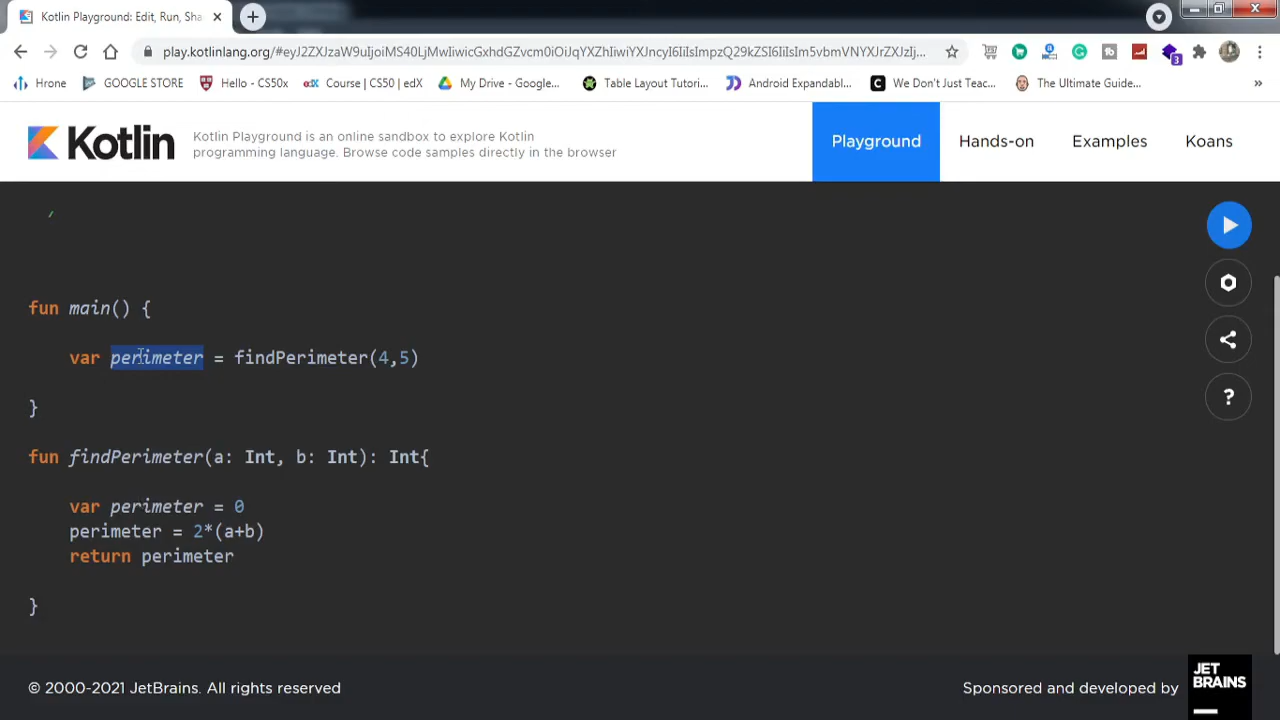 Kotlin Playground: Edit, Run, Sha
play.kotlinlang.org/#eyJ2ZXJzaW9uIjoiMS40LjMwIiwicGxhdGZvcm0iOiJqYXZhIiwiYXJncyI6IiIsImpzQ29kZSI6IiIsIm5vbmVNYXJrZXJzIj...
3
Hrone
GOOGLE STORE
Hello - CS50x
edX
Course | CS50 | edX
My Drive - Google...
Table Layout Tutori...
Android Expandabl...
We Don't Just Teac...
The Ultimate Guide...
»
Kotlin
Kotlin Playground is an online sandbox to explore Kotlin
programming language. Browse code samples directly in the browser
Playground
Hands-on
Examples
Koans
fun main() {
var perimeter = findPerimeter(4,5)
}
fun findPerimeter(a: Int, b: Int): Int{
var perimeter = 0
perimeter = 2*(a+b)
return perimeter
}
?
© 2000-2021 JetBrains. All rights reserved
Sponsored and developed by
JET
BRAINS